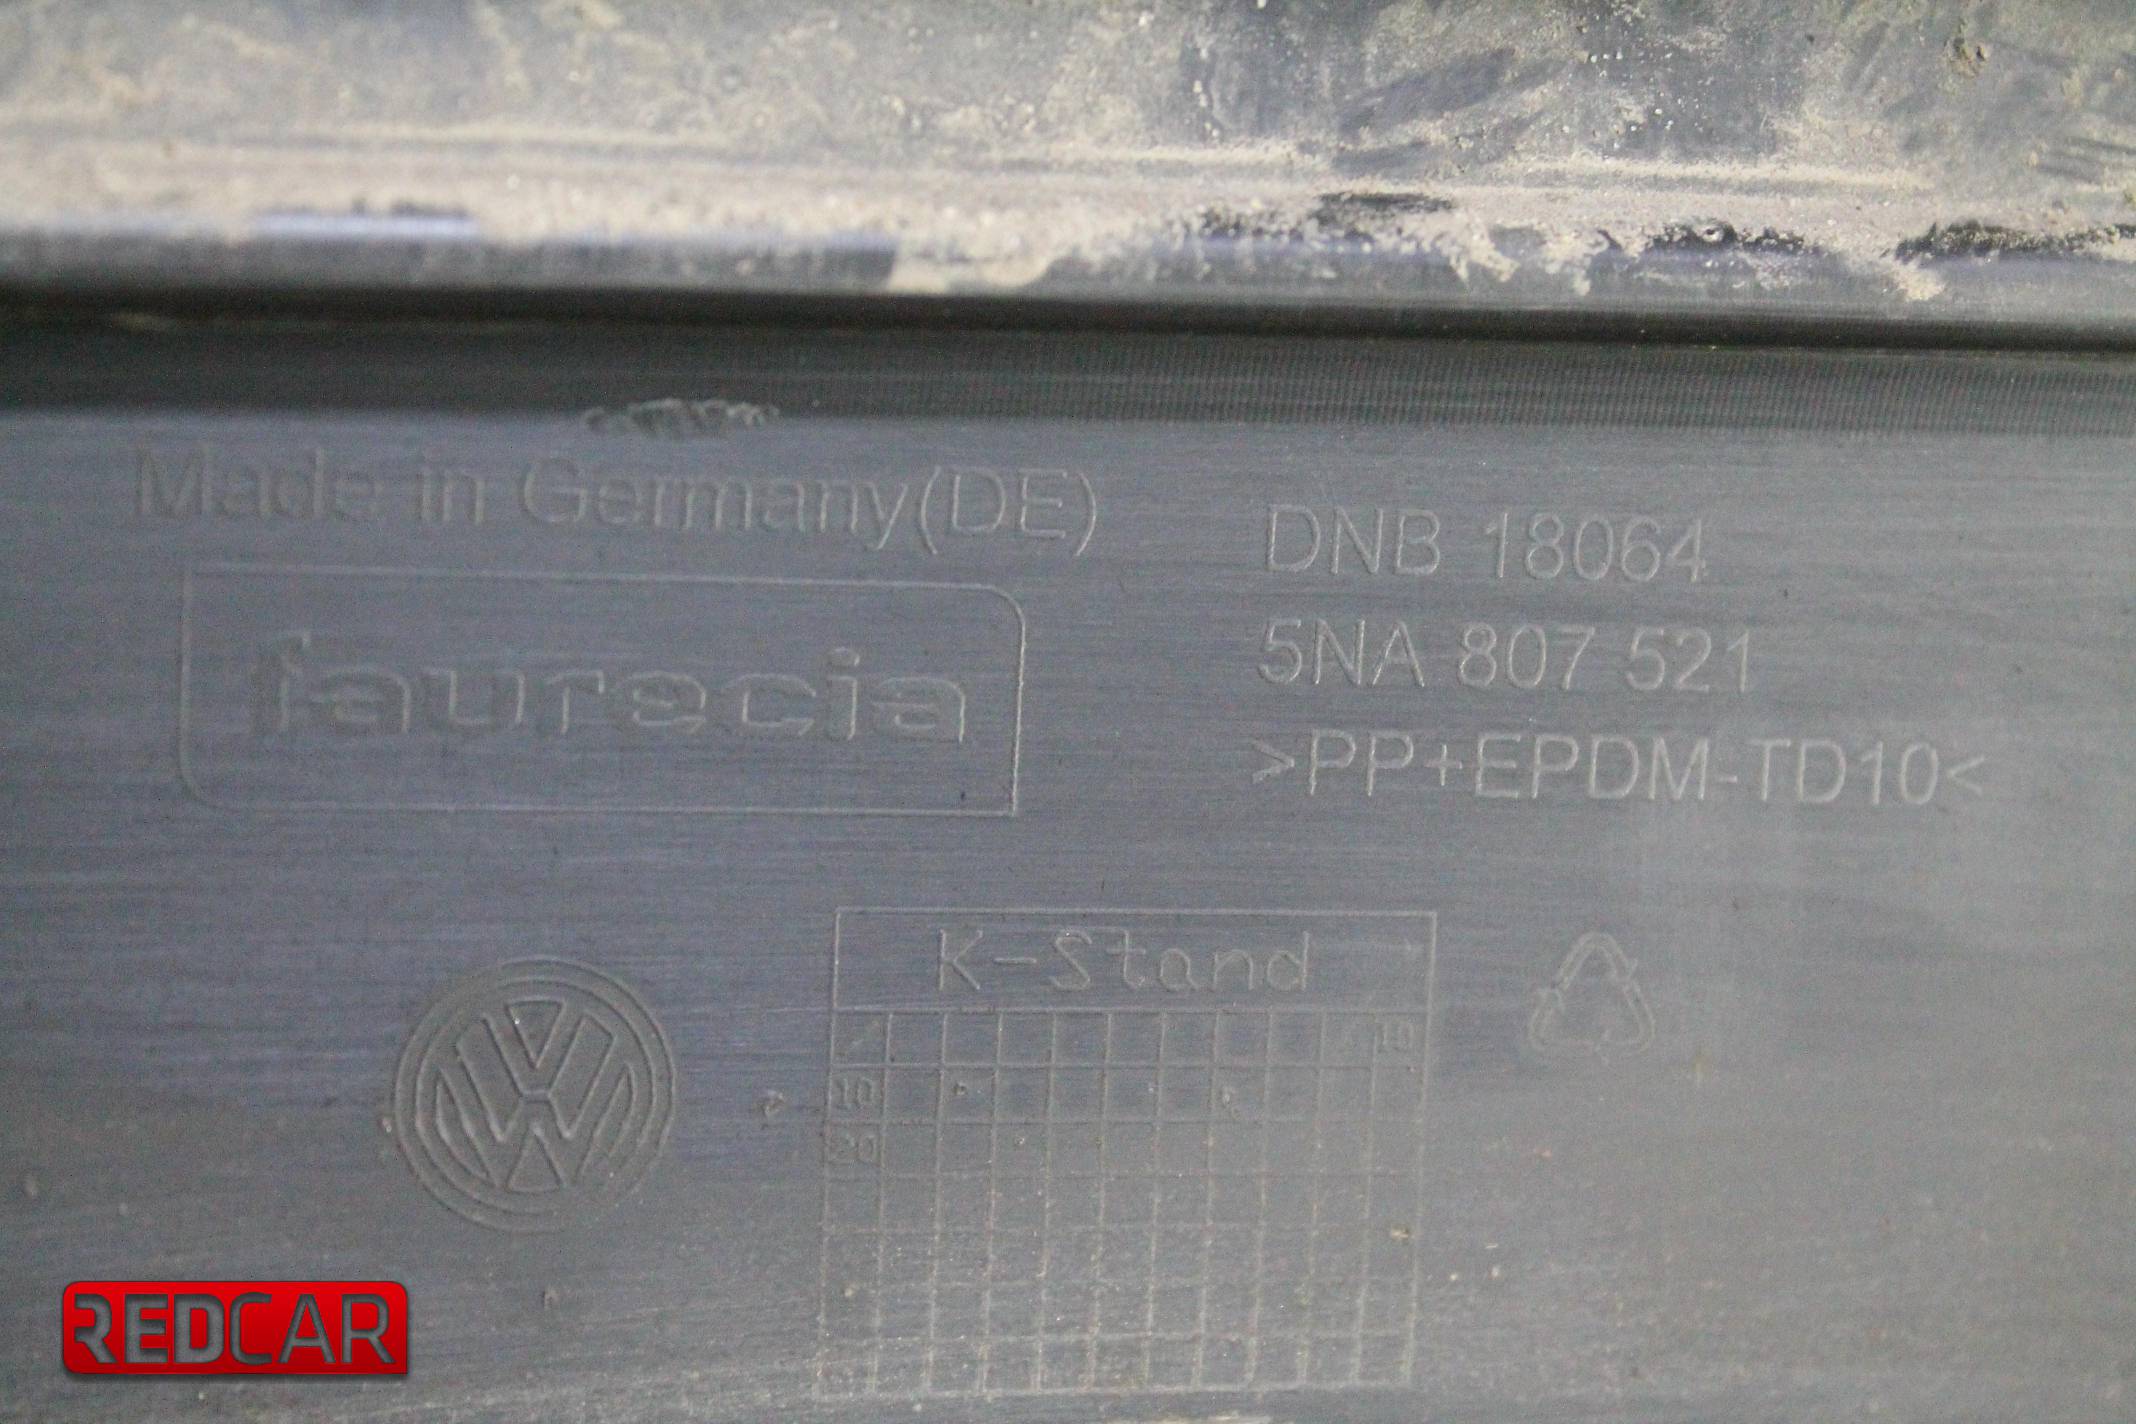 Made in Germany(DE)
DNB 18064
faurecia
5NA 807 521
>PP+EPDM-TD10<
K-Stand
10
10
20
REDCAR